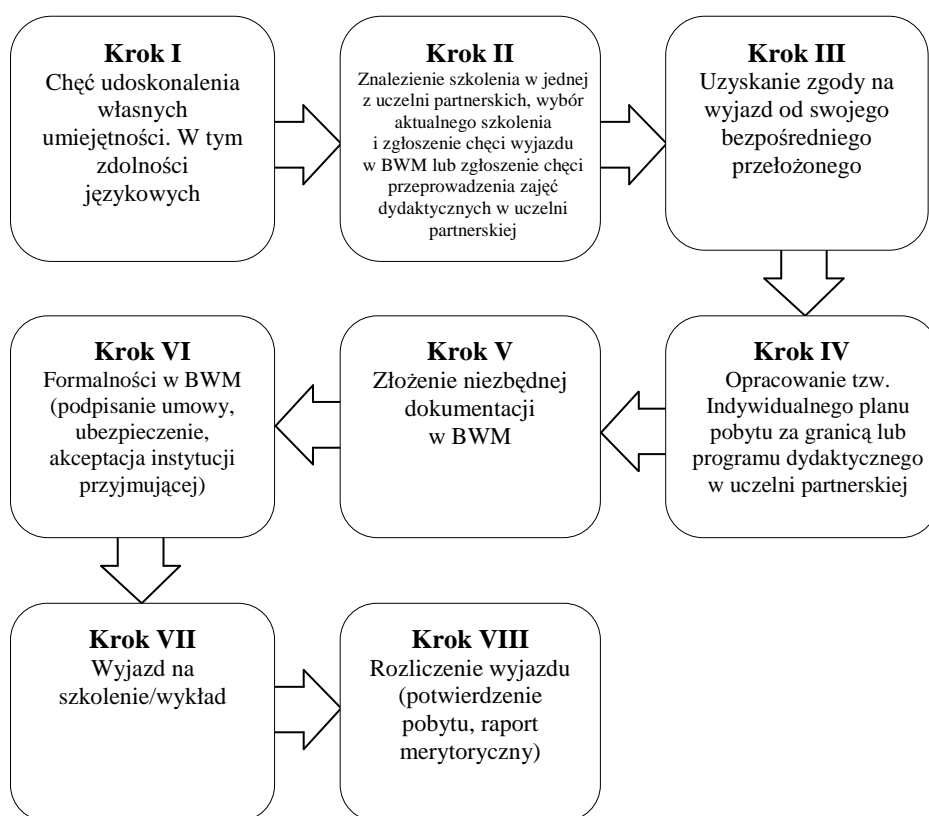 Krok I
Chęć udoskonalenia
własnych
umiejętności. W tym
zdolności
językowych
Krok II
Znalezienie szkolenia w jednej
z uczelni partnerskich, wybór
aktualnego szkolenia
i zgłoszenie chęci wyjazdu
w BWM lub zgłoszenie chęci
przeprowadzenia zajęć
dydaktycznych w uczelni
partnerskiej
Krok III
Uzyskanie zgody na
wyjazd od swojego
bezpośredniego
przełożonego
Krok IV
Opracowanie tzw.
Indywidualnego planu
pobytu za granicą lub
programu dydaktycznego
w uczelni partnerskiej
Krok V
Złożenie niezbędnej
dokumentacji
w BWM
Krok VI
Formalności w BWM
(podpisanie umowy,
ubezpieczenie,
akceptacja instytucji
przyjmującej)
Krok VII
Wyjazd na
szkolenie/wykład
Krok VIII
Rozliczenie wyjazdu
(potwierdzenie
pobytu, raport
merytoryczny)